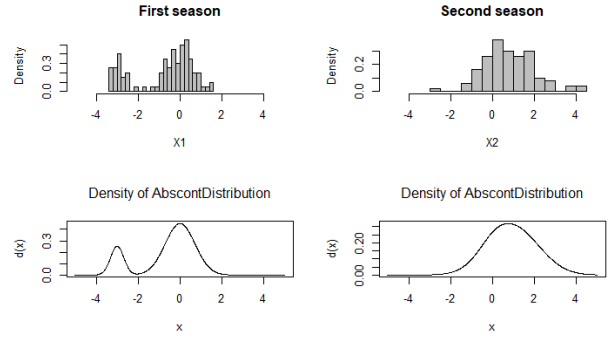 First season
Second season
Density
0.0 0.3
-4 -2 0 2 4
X1
Density
0.0 0.2
-4 -2 0 2 4
X2
Density of AbscontDistribution
Density of AbscontDistribution
d(x)
0.0 0.3
-4 -2 0 2 4
x
d(x)
0.00 0.20
-4 -2 0 2 4
x